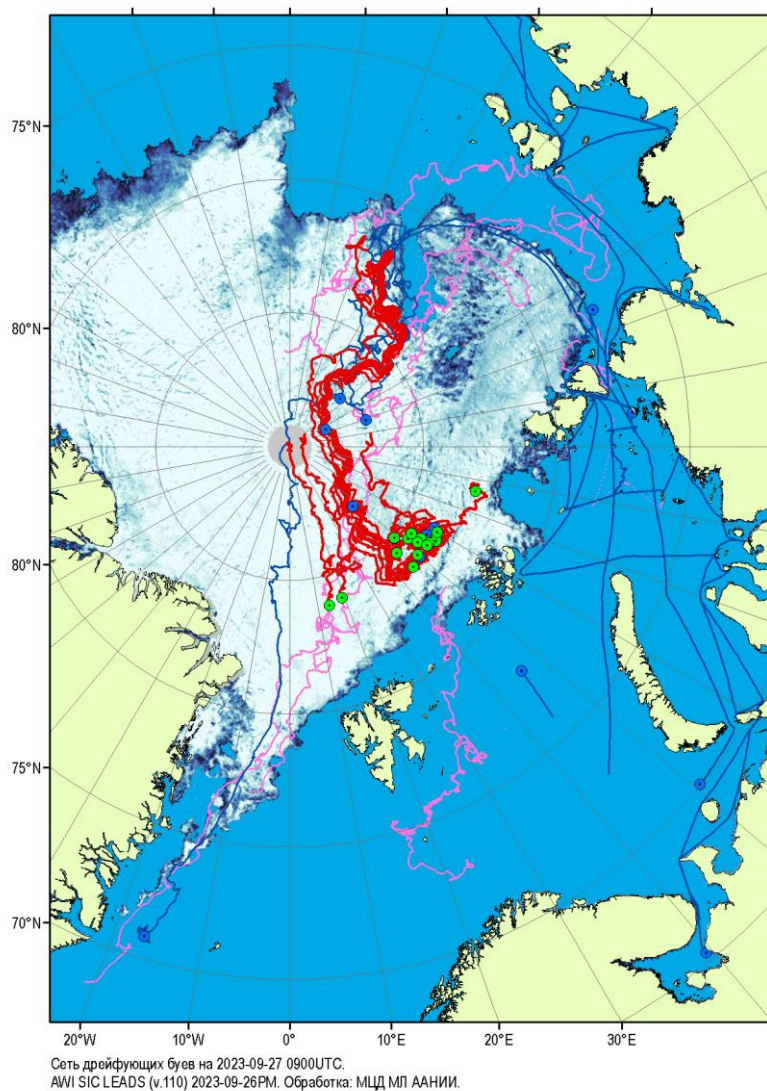 75°N
80°N
80°N
75°N
70°N
20°W 10°W 0° 10°E 20°E 30°E
Сеть дрейфующих буев на 2023-09-27 0900UTC.
AWI SIC LEADS (v.110) 2023-09-26PM. Обработка: МЦД МЛ ААНИИ.